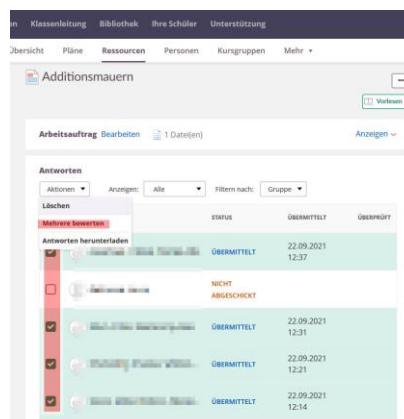 en Klassenleitung Bibliothek Ihre Schüler Unterstützung
Übersicht Pläne Ressourcen Personen Kursgruppen Mehr
Additionsmauern
Vorlesen
Arbeitsauftrag Bearbeiten 1 Datei(en) Anzeigen
Antworten
Aktionen Anzeigen: Alle Filtern nach: Gruppe
Löschen
Mehrere bewerten
Antworten herunterladen
STATUS ÜBERMITTELT ÜBERPRÜFT
ÜBERMITTELT 22.09.2021 12:37
NICHT ABGESCHICKT
ÜBERMITTELT 22.09.2021 12:31
ÜBERMITTELT 22.09.2021 12:21
ÜBERMITTELT 22.09.2021 12:14